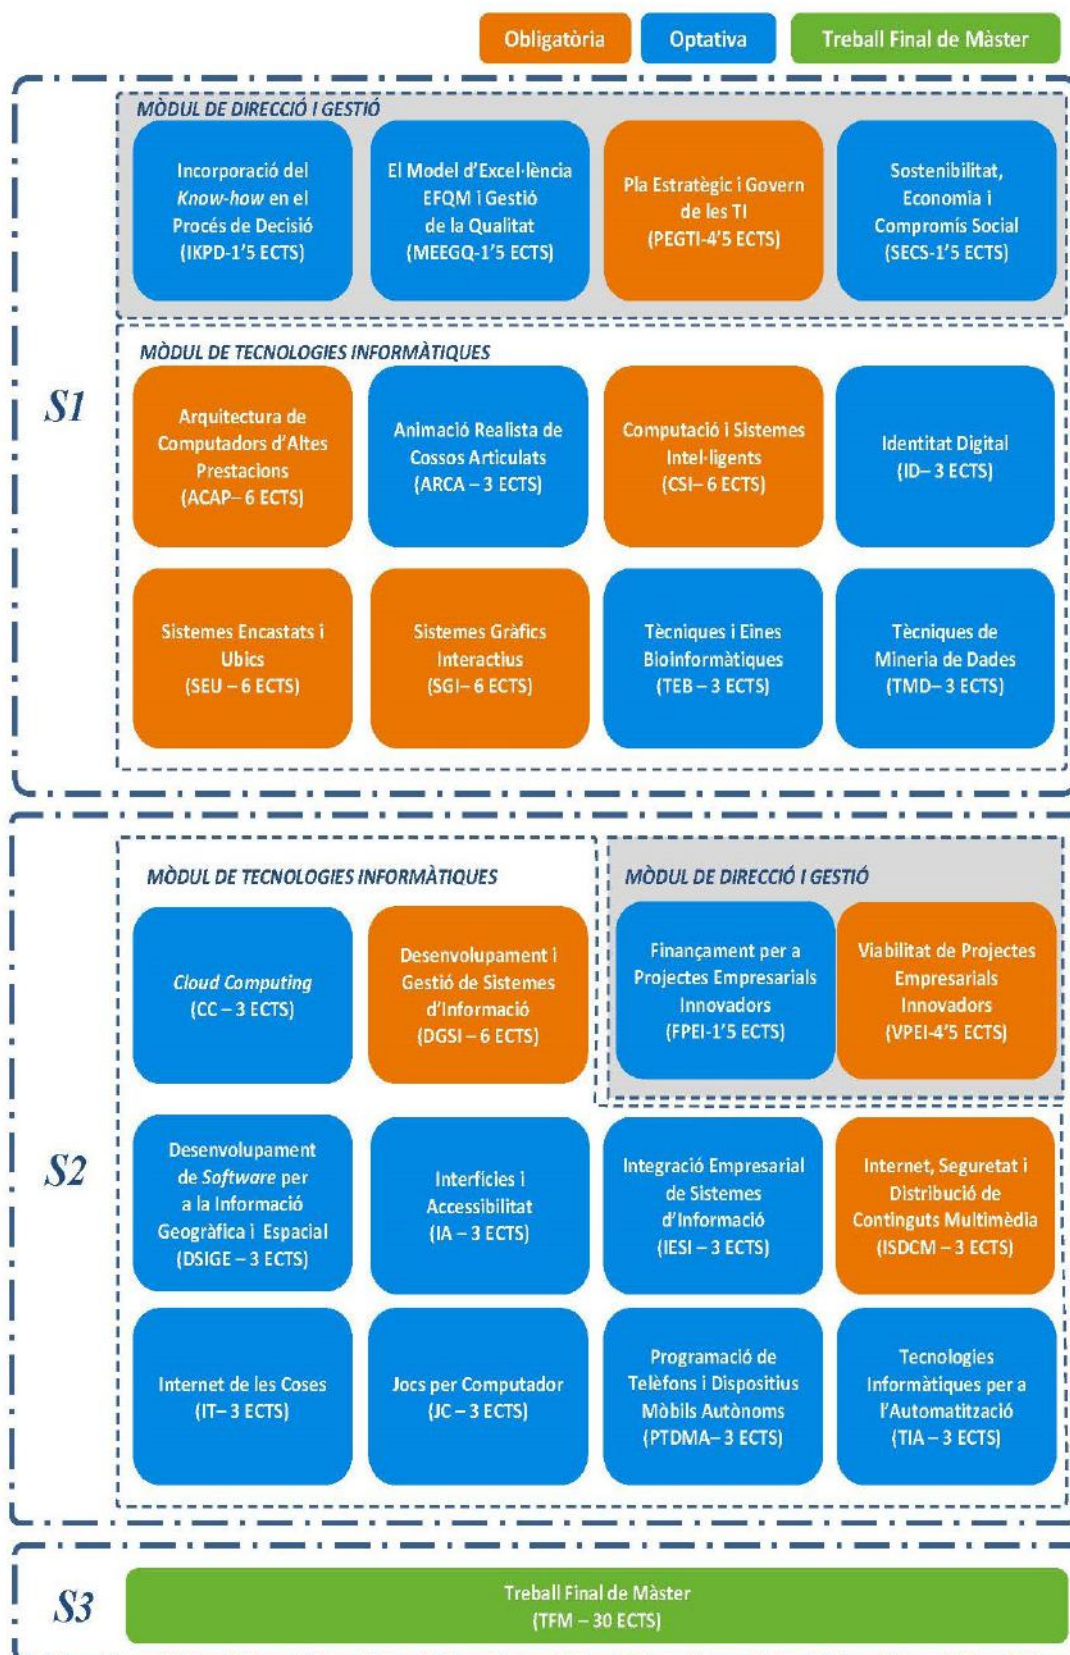 Obligatòria
Optativa
Treball Final de Màster
S1
MÒDUL DE DIRECCIÓ I GESTIÓ
Incorporació del
Know-how en el
Procés de Decisió
(IKPD-1'5 ECTS)
El Model d'Excel·lència
EFQM i Gestió
de la Qualitat
(MEEGQ-1'5 ECTS)
Pla Estratègic i Govern
de les TI
(PEGTI-4'5 ECTS)
Sostenibilitat,
Economia i
Compromís Social
(SECS-1'5 ECTS)
MÒDUL DE TECNOLOGIES INFORMÀTIQUES
Arquitectura de
Computadors d'Altes
Prestacions
(ACAP– 6 ECTS)
Animació Realista de
Cossos Articulats
(ARCA – 3 ECTS)
Computació i Sistemes
Intel·ligents
(CSI– 6 ECTS)
Identitat Digital
(ID– 3 ECTS)
Sistemes Encastats i
Ubics
(SEU – 6 ECTS)
Sistemes Gràfics
Interactius
(SGI– 6 ECTS)
Tècniques i Eines
Bioinformàtiques
(TEB – 3 ECTS)
Tècniques de
Mineria de Dades
(TMD– 3 ECTS)
S2
MÒDUL DE TECNOLOGIES INFORMÀTIQUES
Cloud Computing
(CC – 3 ECTS)
Desenvolupament i
Gestió de Sistemes
d'Informació
(DGSI – 6 ECTS)
MÒDUL DE DIRECCIÓ I GESTIÓ
Finançament per a
Projectes Empresarials
Innovadors
(FPEI-1'5 ECTS)
Viabilitat de Projectes
Empresarials
Innovadors
(VPEI-4'5 ECTS)
Desenvolupament
de Software per
a la Informació
Geogràfica i Espacial
(DSIGE – 3 ECTS)
Interfícies i
Accessibilitat
(IA – 3 ECTS)
Integració Empresarial
de Sistemes
d'Informació
(IESI – 3 ECTS)
Internet, Seguretat i
Distribució de
Continguts Multimèdia
(ISDCM – 3 ECTS)
Internet de les Coses
(IT– 3 ECTS)
Jocs per Computador
(JC – 3 ECTS)
Programació de
Telèfons i Dispositius
Mòbils Autònoms
(PTDMA– 3 ECTS)
Tecnologies
Informàtiques per a
l'Automatització
(TIA – 3 ECTS)
S3
Treball Final de Màster
(TFM – 30 ECTS)